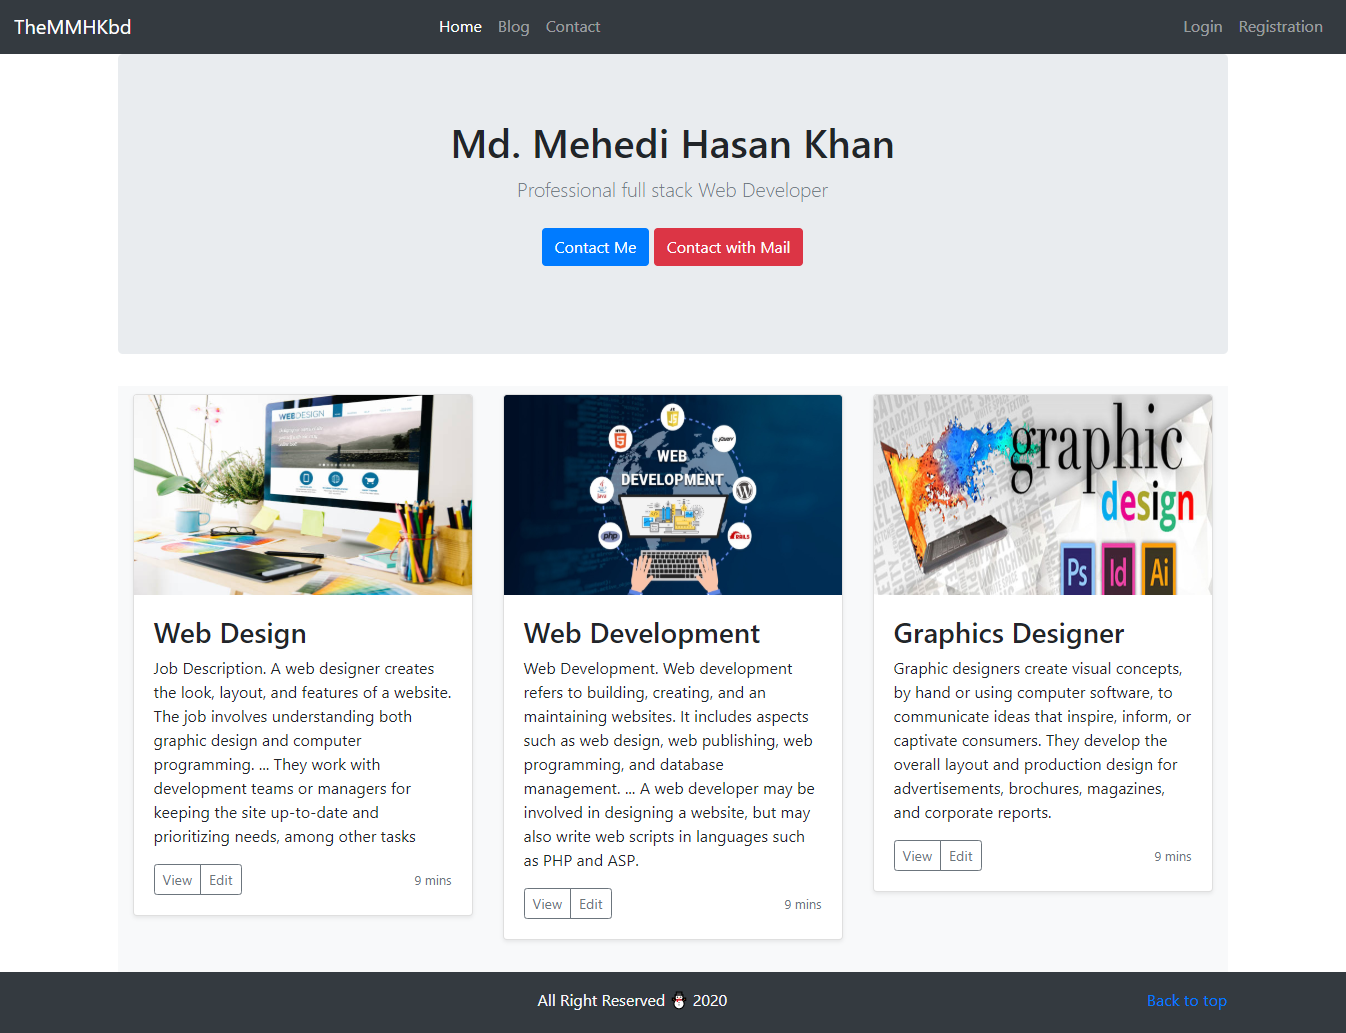 TheMMHKbd
Home Blog Contact
Login Registration
Md. Mehedi Hasan Khan
Professional full stack Web Developer
Contact Me Contact with Mail
WEBDESIGN
JS
HTML
jQuery
WEB
DEVELOPMENT
Java
php
RAILS
graphic
design
Ps Id Ai
Web Design
Job Description. A web designer creates
the look, layout, and features of a website.
The job involves understanding both
graphic design and computer
programming. ... They work with
development teams or managers for
keeping the site up-to-date and
prioritizing needs, among other tasks
View Edit 9 mins
Web Development
Web Development. Web development
refers to building, creating, and an
maintaining websites. It includes aspects
such as web design, web publishing, web
programming, and database
management. ... A web developer may be
involved in designing a website, but may
also write web scripts in languages such
as PHP and ASP.
View Edit 9 mins
Graphics Designer
Graphic designers create visual concepts,
by hand or using computer software, to
communicate ideas that inspire, inform, or
captivate consumers. They develop the
overall layout and production design for
advertisements, brochures, magazines,
and corporate reports.
View Edit 9 mins
All Right Reserved ⛄ 2020
Back to top